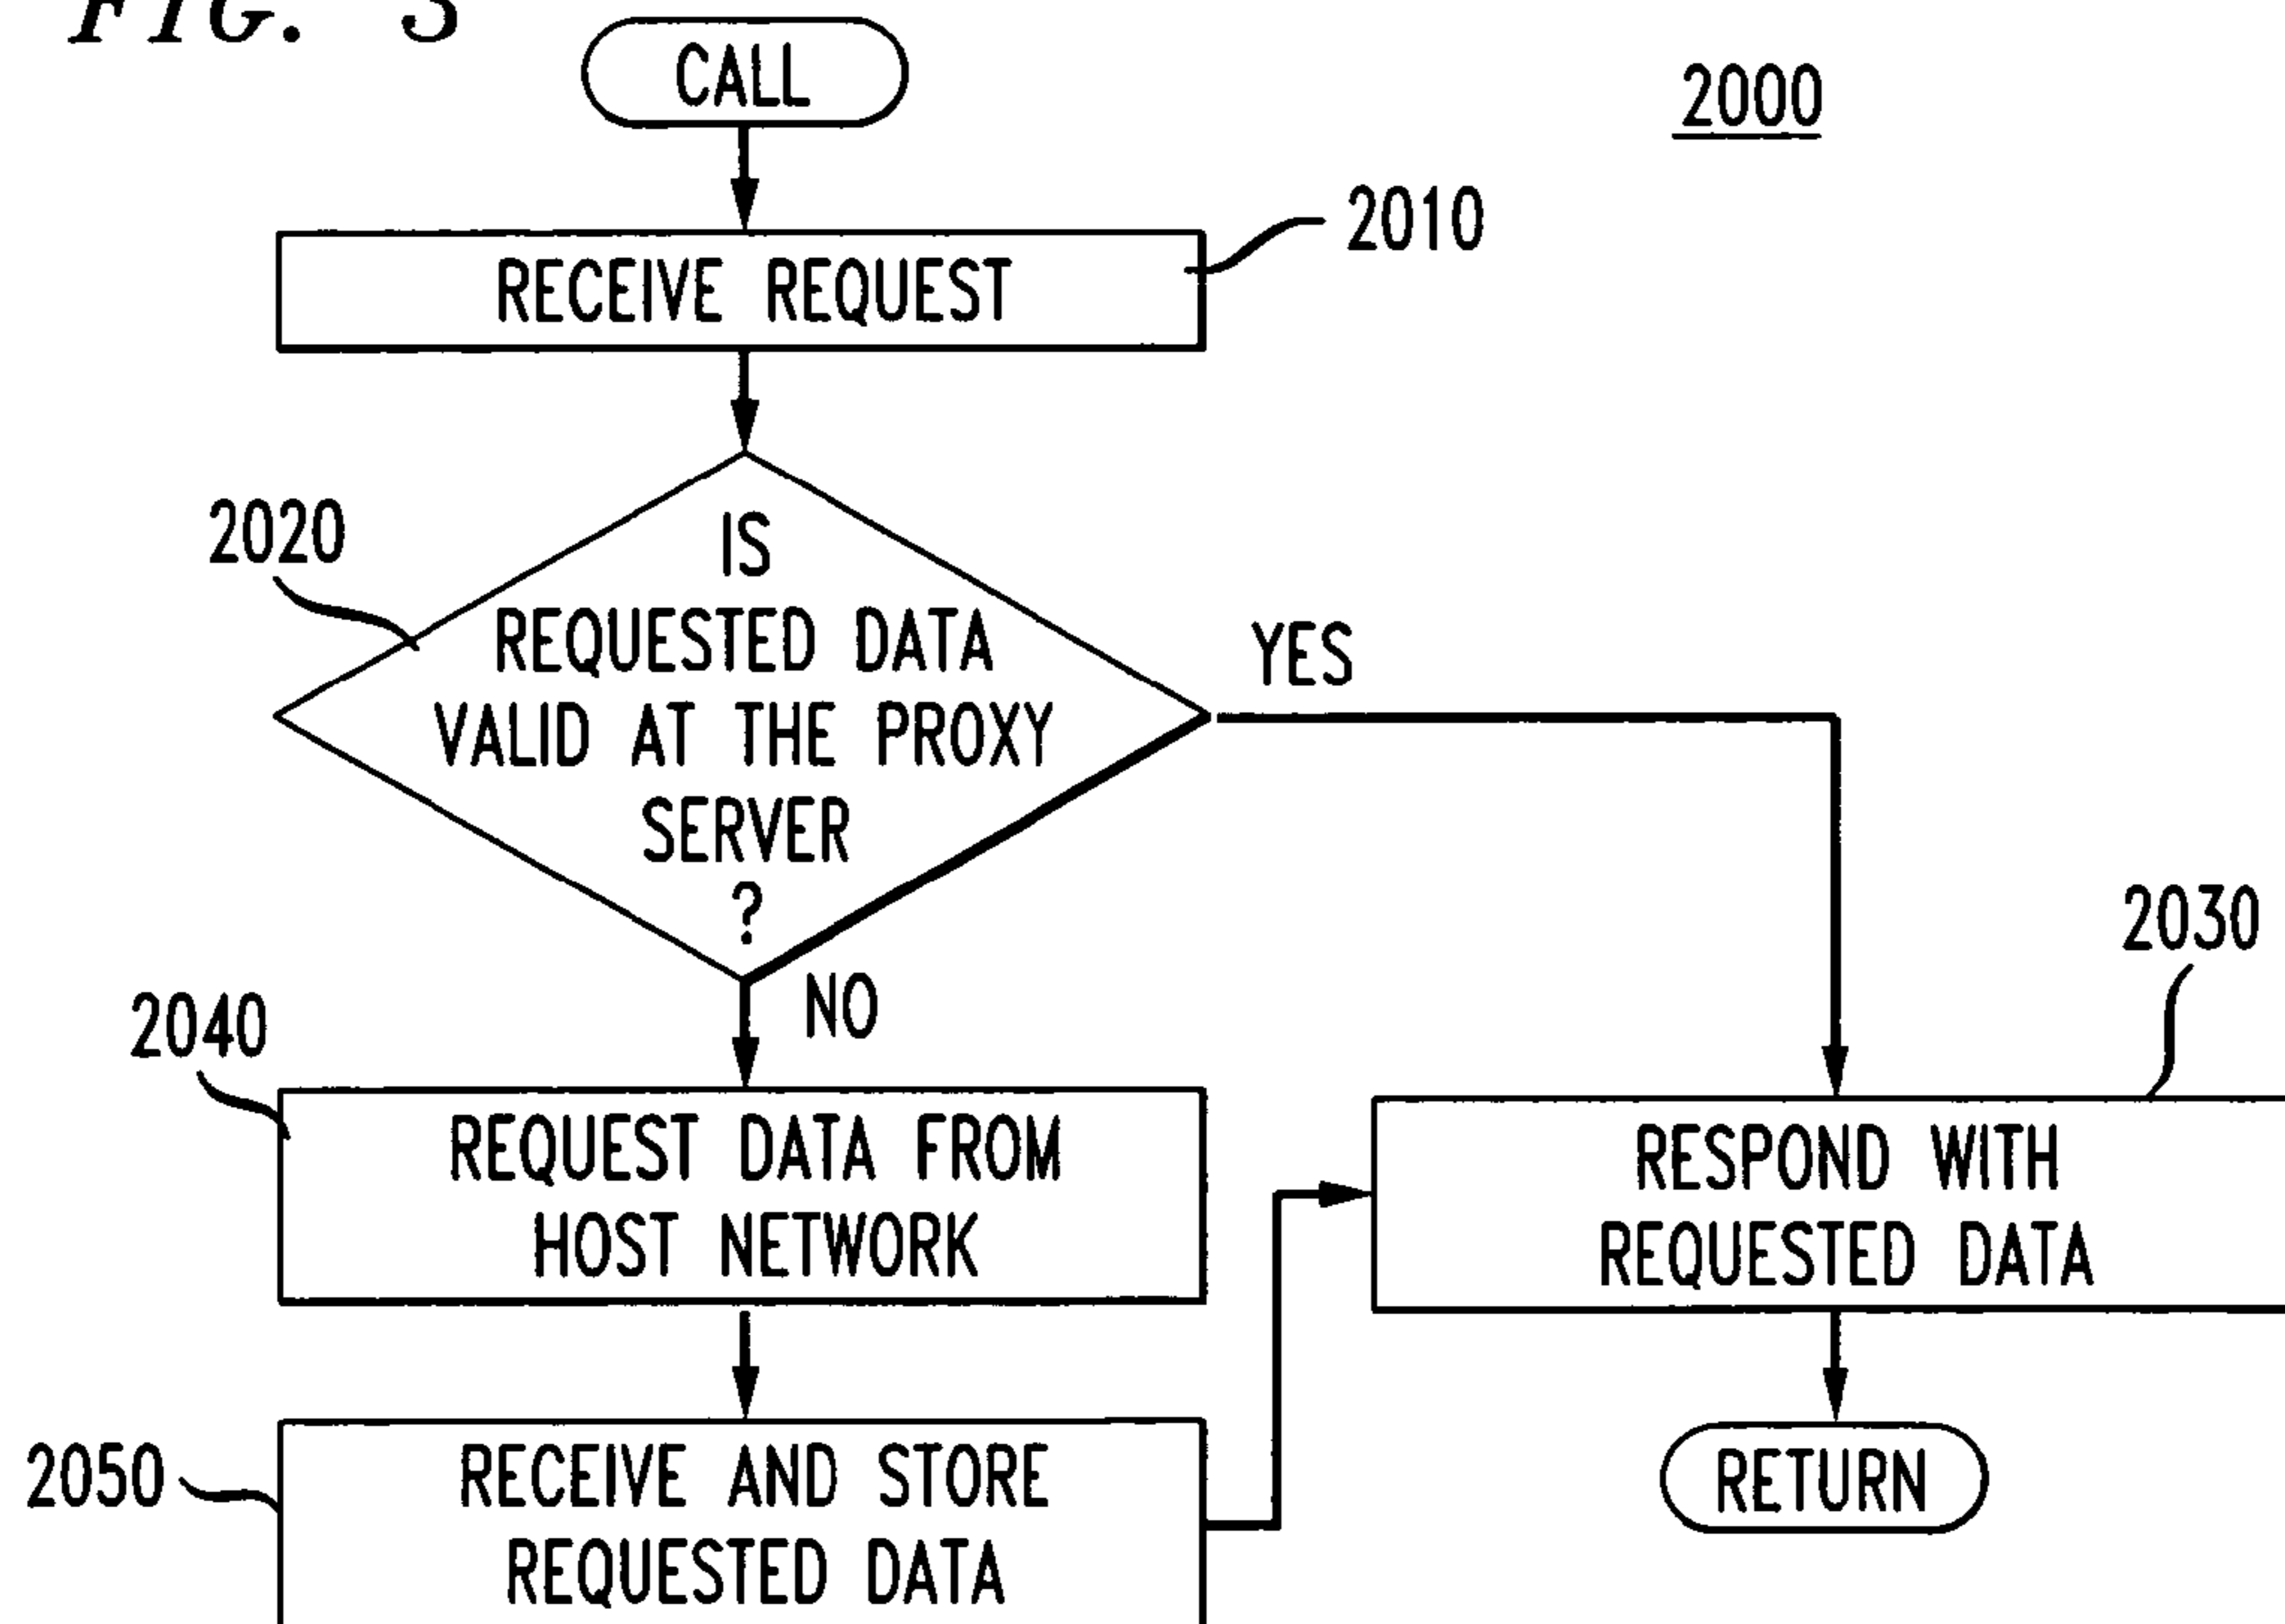 FIG. 3
CALL
2000
2010
RECEIVE REQUEST
2020
IS
REQUESTED DATA
VALID AT THE PROXY
SERVER
?
YES
NO
2030
2040
REQUEST DATA FROM
HOST NETWORK
RESPOND WITH
REQUESTED DATA
2050
RECEIVE AND STORE
REQUESTED DATA
RETURN